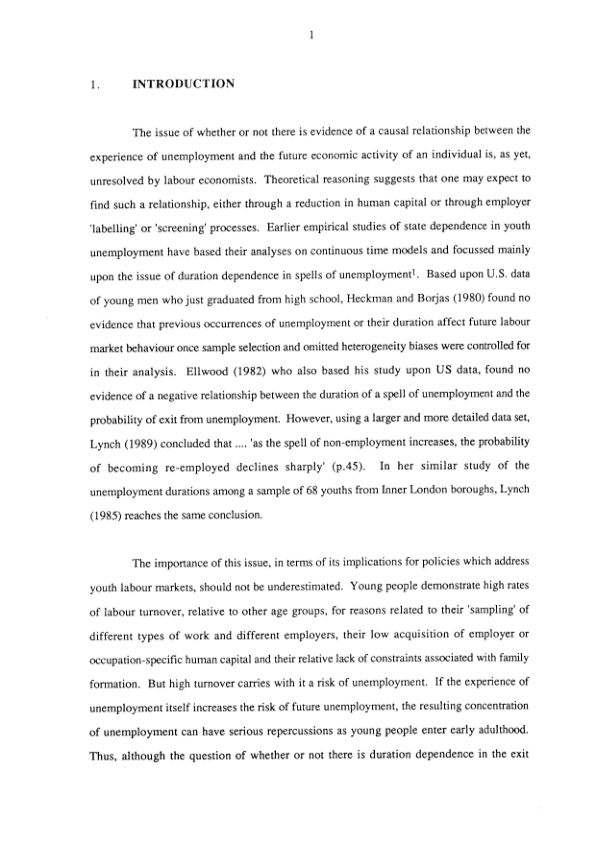 1
1. INTRODUCTION
The issue of whether or not there is evidence of a causal relationship between the
experience of unemployment and the future economic activity of an individual is, as yet,
unresolved by labour economists. Theoretical reasoning suggests that one may expect to
find such a relationship, either through a reduction in human capital or through employer
'labelling' or 'screening' processes. Earlier empirical studies of state dependence in youth
unemployment have based their analyses on continuous time models and focussed mainly
upon the issue of duration dependence in spells of unemployment¹. Based upon U.S. data
of young men who just graduated from high school, Heckman and Borjas (1980) found no
evidence that previous occurrences of unemployment or their duration affect future labour
market behaviour once sample selection and omitted heterogeneity biases were controlled for
in their analysis. Ellwood (1982) who also based his study upon US data, found no
evidence of a negative relationship between the duration of a spell of unemployment and the
probability of exit from unemployment. However, using a larger and more detailed data set,
Lynch (1989) concluded that .... 'as the spell of non-employment increases, the probability
of becoming re-employed declines sharply' (p.45). In her similar study of the
unemployment durations among a sample of 68 youths from Inner London boroughs, Lynch
(1985) reaches the same conclusion.
The importance of this issue, in terms of its implications for policies which address
youth labour markets, should not be underestimated. Young people demonstrate high rates
of labour turnover, relative to other age groups, for reasons related to their 'sampling' of
different types of work and different employers, their low acquisition of employer or
occupation-specific human capital and their relative lack of constraints associated with family
formation. But high turnover carries with it a risk of unemployment. If the experience of
unemployment itself increases the risk of future unemployment, the resulting concentration
of unemployment can have serious repercussions as young people enter early adulthood.
Thus, although the question of whether or not there is duration dependence in the exit